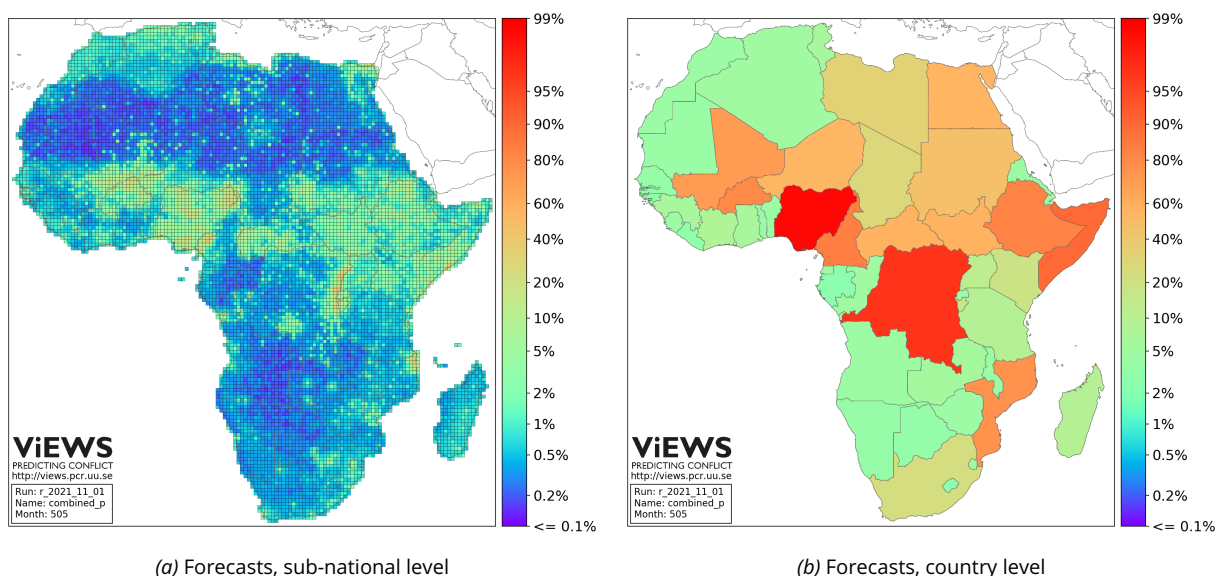 99%
95%
90%
80%
60%
40%
20%
10%
5%
2%
1%
0.5%
0.2%
<= 0.1%
ViEWS
PREDICTING CONFLICT
http://views.pcr.uu.se
Run: r_2021_11_01
Name: combined_p
Month: 505
(a) Forecasts, sub-national level
99%
95%
90%
80%
60%
40%
20%
10%
5%
2%
1%
0.5%
0.2%
<= 0.1%
ViEWS
PREDICTING CONFLICT
http://views.pcr.uu.se
Run: r_2021_11_01
Name: combined_p
Month: 505
(b) Forecasts, country level